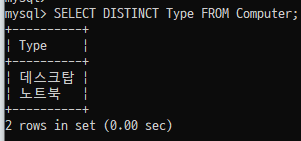 mysql>
mysql> SELECT DISTINCT Type FROM Computer;
+----------+
| Type     |
+----------+
| 데스크탑 |
| 노트북   |
+----------+
2 rows in set (0.00 sec)